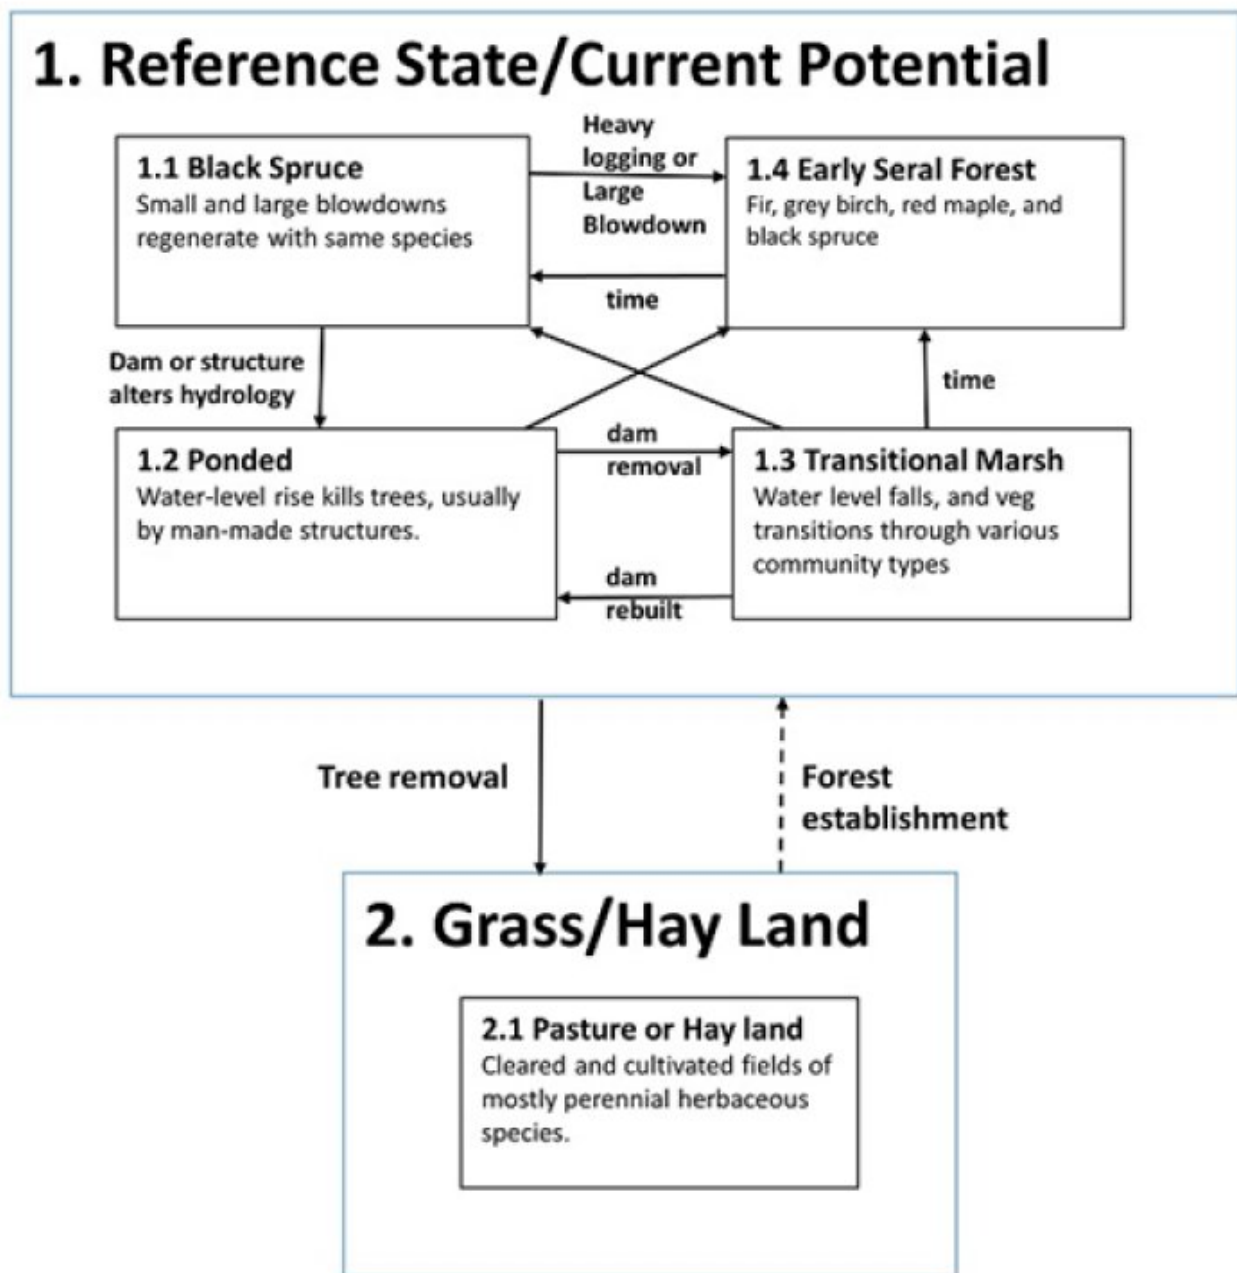 1. Reference State/Current Potential
1.1 Black Spruce
Small and large blowdowns
regenerate with same species
Heavy
logging or
Large
Blowdown
1.4 Early Seral Forest
Fir, grey birch, red maple, and
black spruce
time
Dam or structure
alters hydrology
time
1.2 Ponded
Water-level rise kills trees, usually
by man-made structures.
dam
removal
1.3 Transitional Marsh
Water level falls, and veg
transitions through various
community types
dam
rebuilt
Tree removal
Forest
establishment
2. Grass/Hay Land
2.1 Pasture or Hay land
Cleared and cultivated fields of
mostly perennial herbaceous
species.